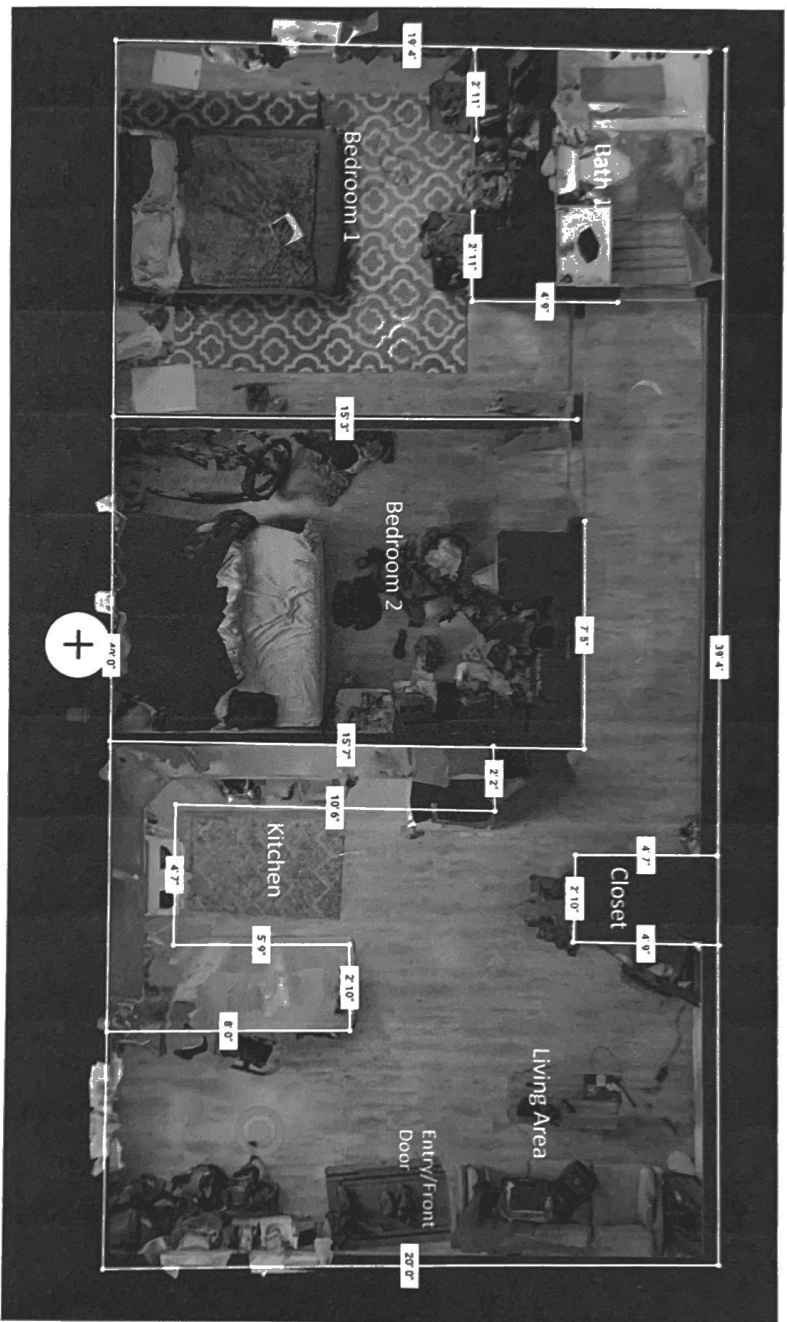 19'4"
2'11"
Bath 1
Bedroom 1
2'11"
4'9"
15'3"
Bedroom 2
7'5"
39'4"
40'0"
15'7"
2'2"
10'6"
Kitchen
4'7"
4'7"
Closet
2'10"
5'9"
4'9"
2'10"
8'0"
Living Area
Entry/Front
Door
20'0"